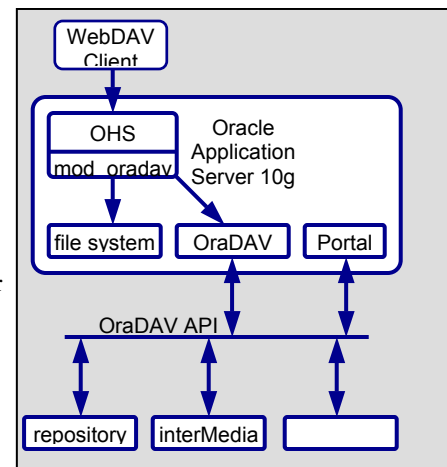 WebDAV
Client
OHS
mod_oradav
Oracle
Application
Server 10g
file system
OraDAV
Portal
OraDAV API
repository
interMedia